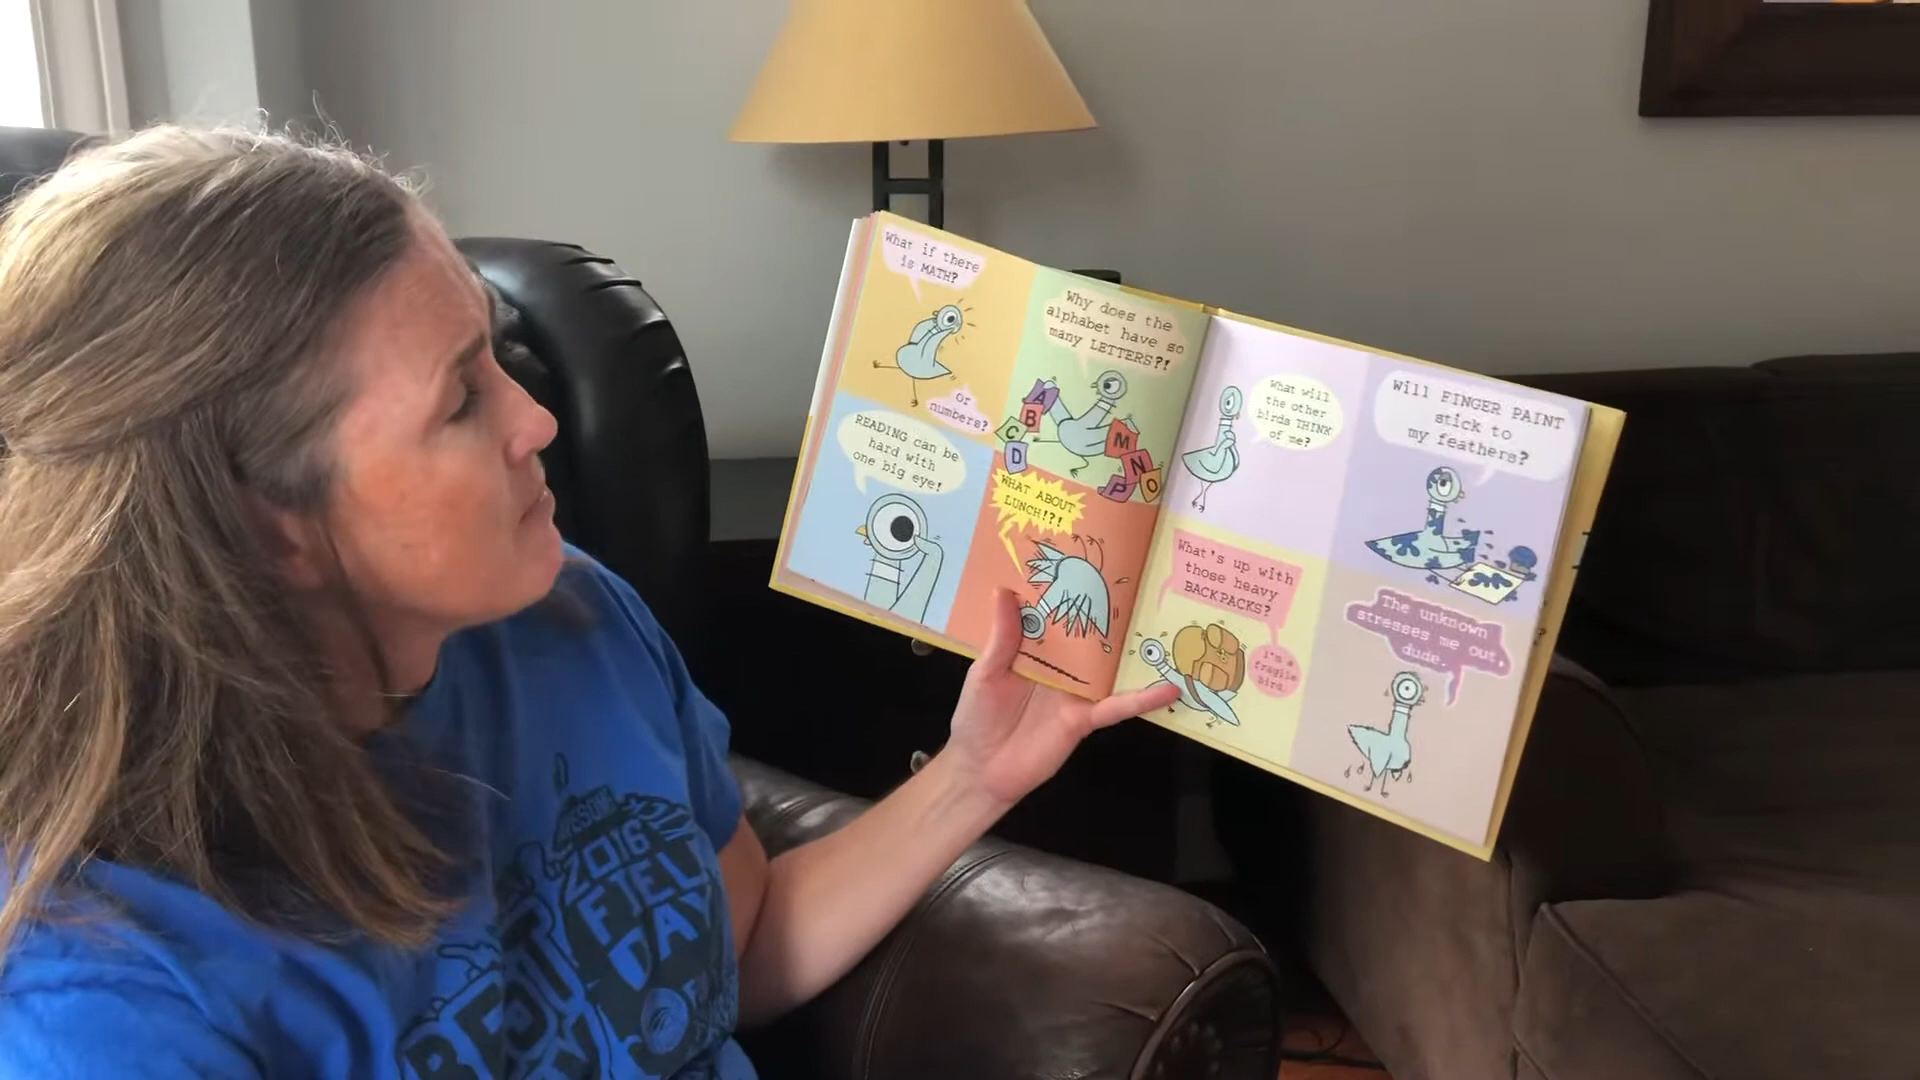 What if there
is MATH?
or
numbers?
Why does the
alphabet have so
many LETTERS?!
A
B
C
D
M
N
O
P
READING can be
hard with
one big eye!
WHAT ABOUT
LUNCH!?!
What will
the other
birds THINK
of me?
Will FINGER PAINT
stick to
my feathers?
What's up with
those heavy
BACKPACKS?
I'm a
fragile
bird.
The unknown
stresses me out,
dude.
AWESOME
2016
FIELD
DAY
BEST